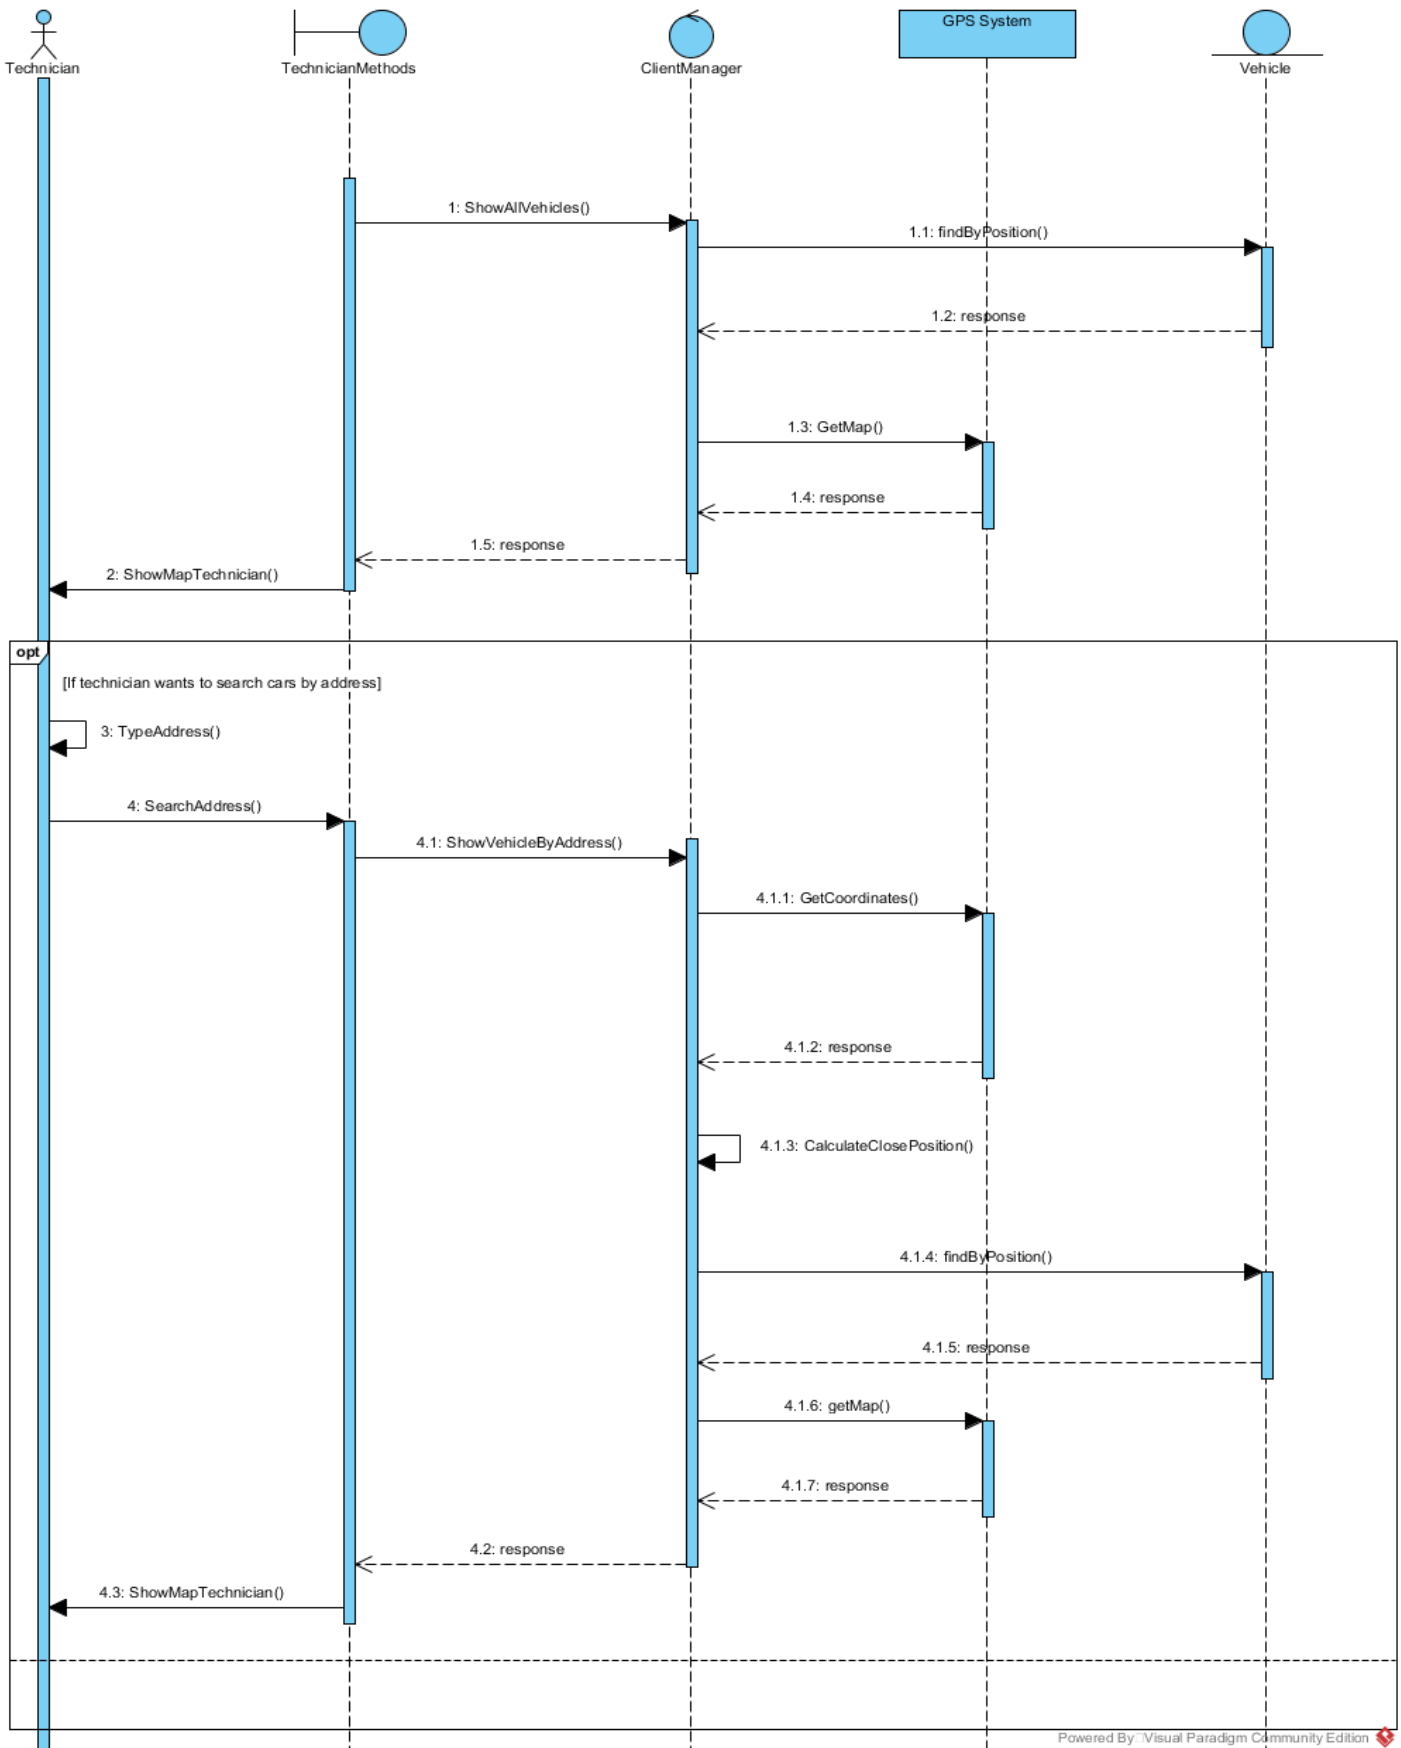 Technician
TechnicianMethods
ClientManager
GPS System
Vehicle
1: ShowAllVehicles()
1.1: findByPosition()
1.2: response
1.3: GetMap()
1.4: response
1.5: response
2: ShowMapTechnician()
opt
[If technician wants to search cars by address]
3: TypeAddress()
4: SearchAddress()
4.1: ShowVehicleByAddress()
4.1.1: GetCoordinates()
4.1.2: response
4.1.3: CalculateClosePosition()
4.1.4: findByPosition()
4.1.5: response
4.1.6: getMap()
4.1.7: response
4.2: response
4.3: ShowMapTechnician()
Powered By Visual Paradigm Community Edition